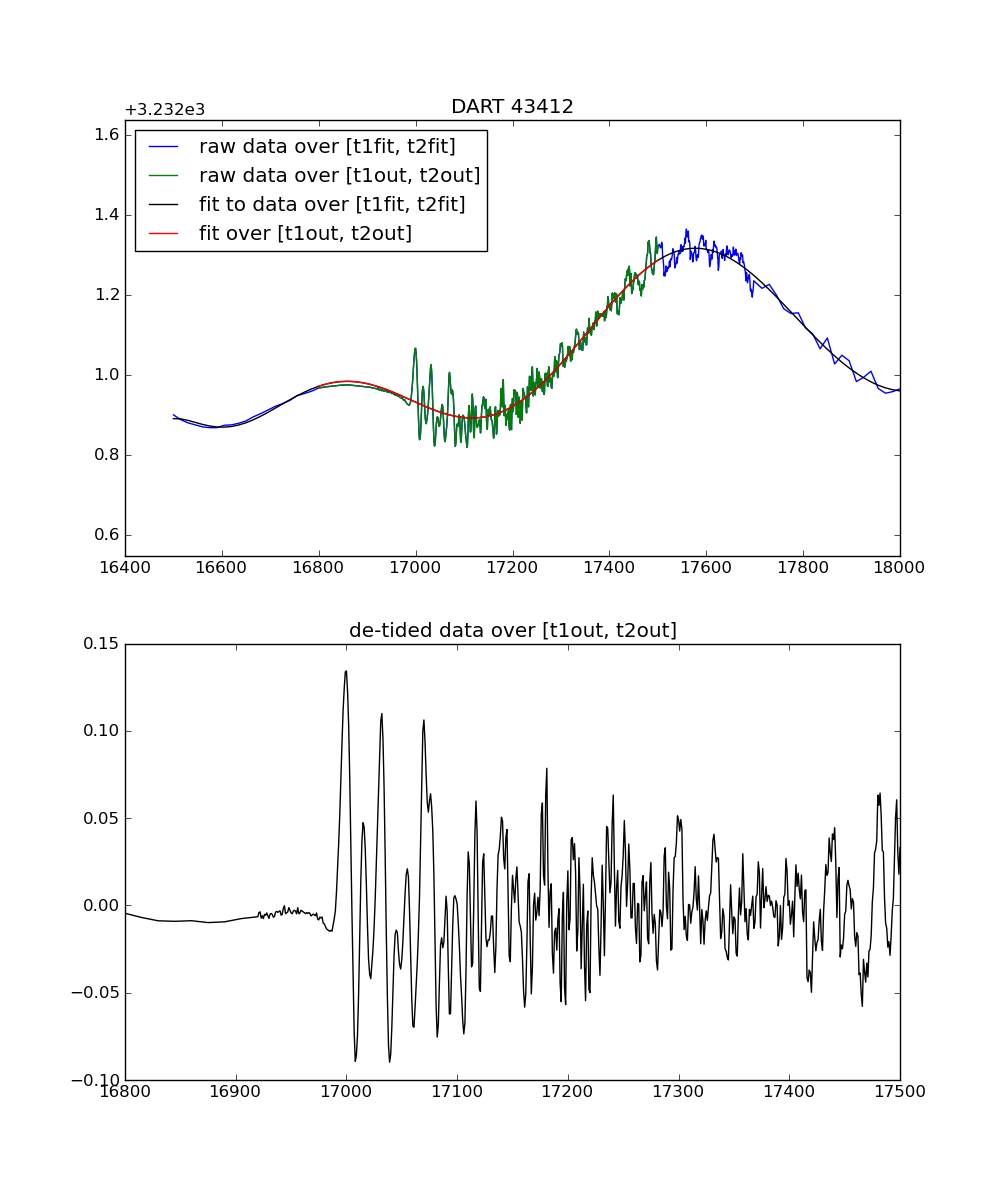 +3.232e3
DART 43412
1.6
1.4
1.2
1.0
0.8
0.6
raw data over [t1fit, t2fit]
raw data over [t1out, t2out]
fit to data over [t1fit, t2fit]
fit over [t1out, t2out]
16400 16600 16800 17000 17200 17400 17600 17800 18000
de-tided data over [t1out, t2out]
0.15
0.10
0.05
0.00
−0.05
−0.10
16800 16900 17000 17100 17200 17300 17400 17500